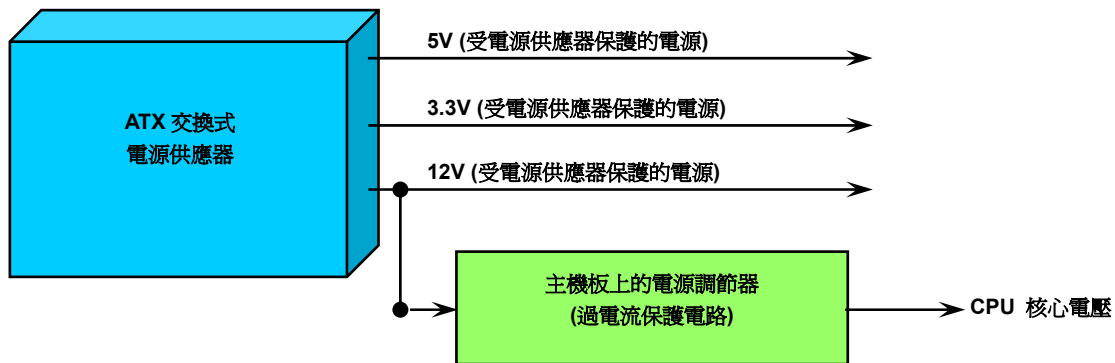 5V (受電源供應器保護的電源)
ATX 交換式
電源供應器
3.3V (受電源供應器保護的電源)
12V (受電源供應器保護的電源)
主機板上的電源調節器
(過電流保護電路)
CPU 核心電壓